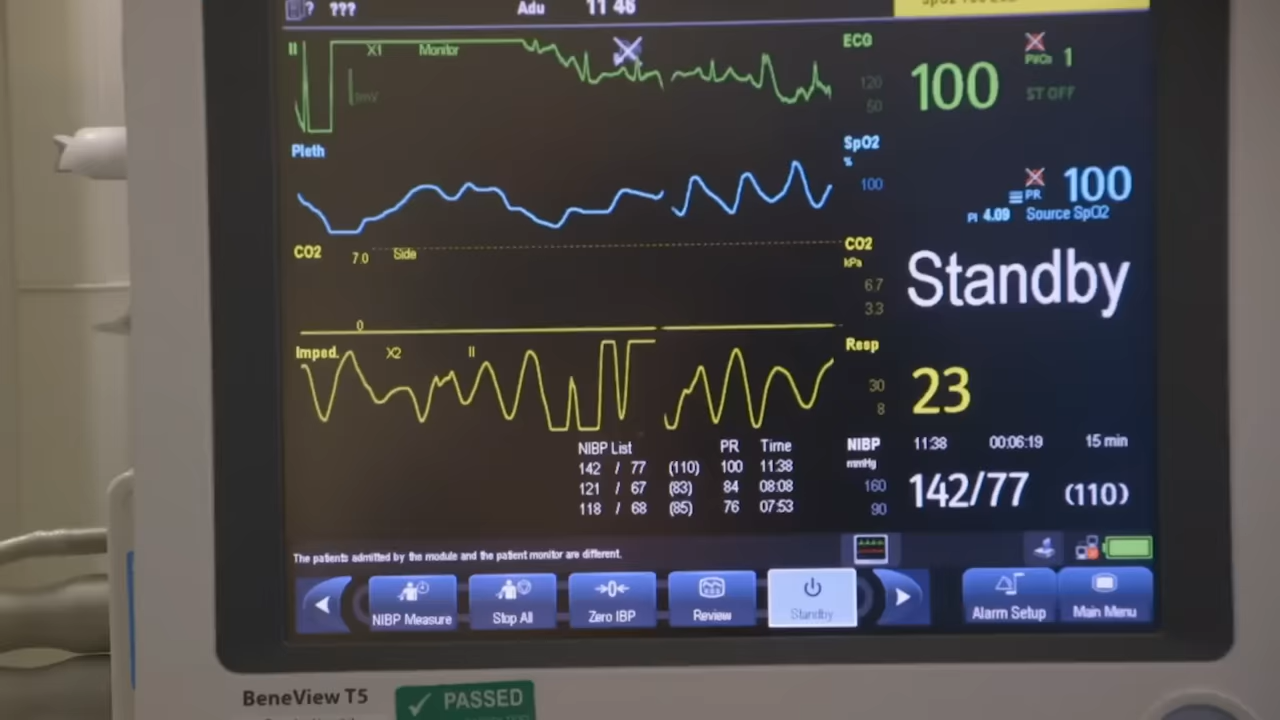 ? ??? Adu 11 46
II X1 Monitor ECG
120
50
100
PVCs 1
ST OFF
Pleth SpO2
%
100
PR 100
PI 4.09 Source SpO2
CO2 7.0 Side CO2
kPa
6.7
3.3
0
Standby
Imped. X2 II Resp
30
8
23
NIBP List PR Time
142 / 77 (110) 100 11:38
121 / 67 (83) 84 08:08
118 / 68 (85) 76 07:53
NIBP 11:38 00:06:19 15 min
mmHg
160
90
142/77 (110)
The patients admitted by the module and the patient monitor are different.
NIBP Measure Stop All Zero IBP Review Standby Alarm Setup Main Menu
BeneView T5 PASSED